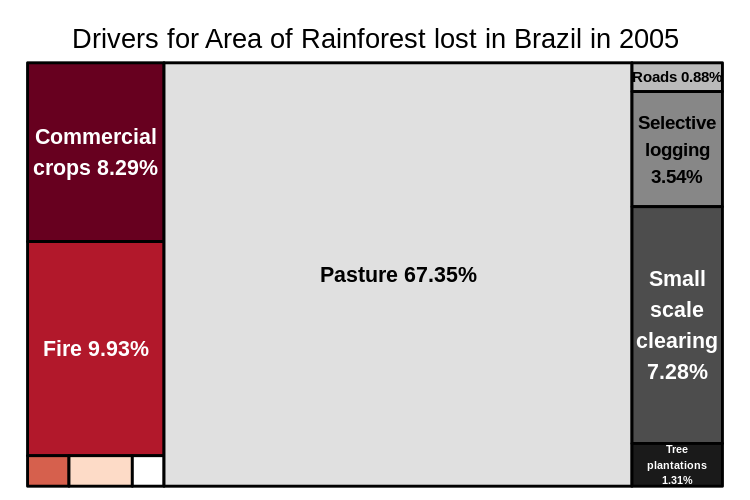 Drivers for Area of Rainforest lost in Brazil in 2005
Commercial
crops 8.29%
Fire 9.93%
Pasture 67.35%
Roads 0.88%
Selective
logging
3.54%
Small
scale
clearing
7.28%
Tree
plantations
1.31%